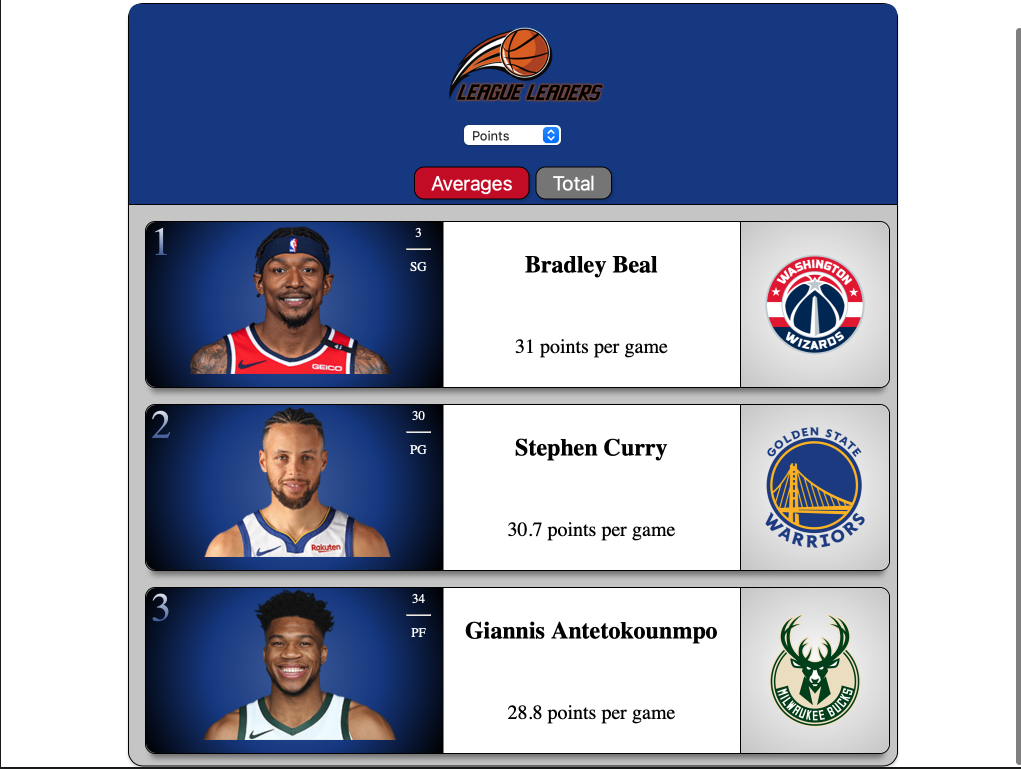 LEAGUE LEADERS
Points
Averages Total
1
3
SG
GEICO
Bradley Beal
31 points per game
WASHINGTON
WIZARDS
2
30
PG
Rakuten
Stephen Curry
30.7 points per game
GOLDEN STATE
WARRIORS
3
34
PF
Giannis Antetokounmpo
28.8 points per game
MILWAUKEE BUCKS